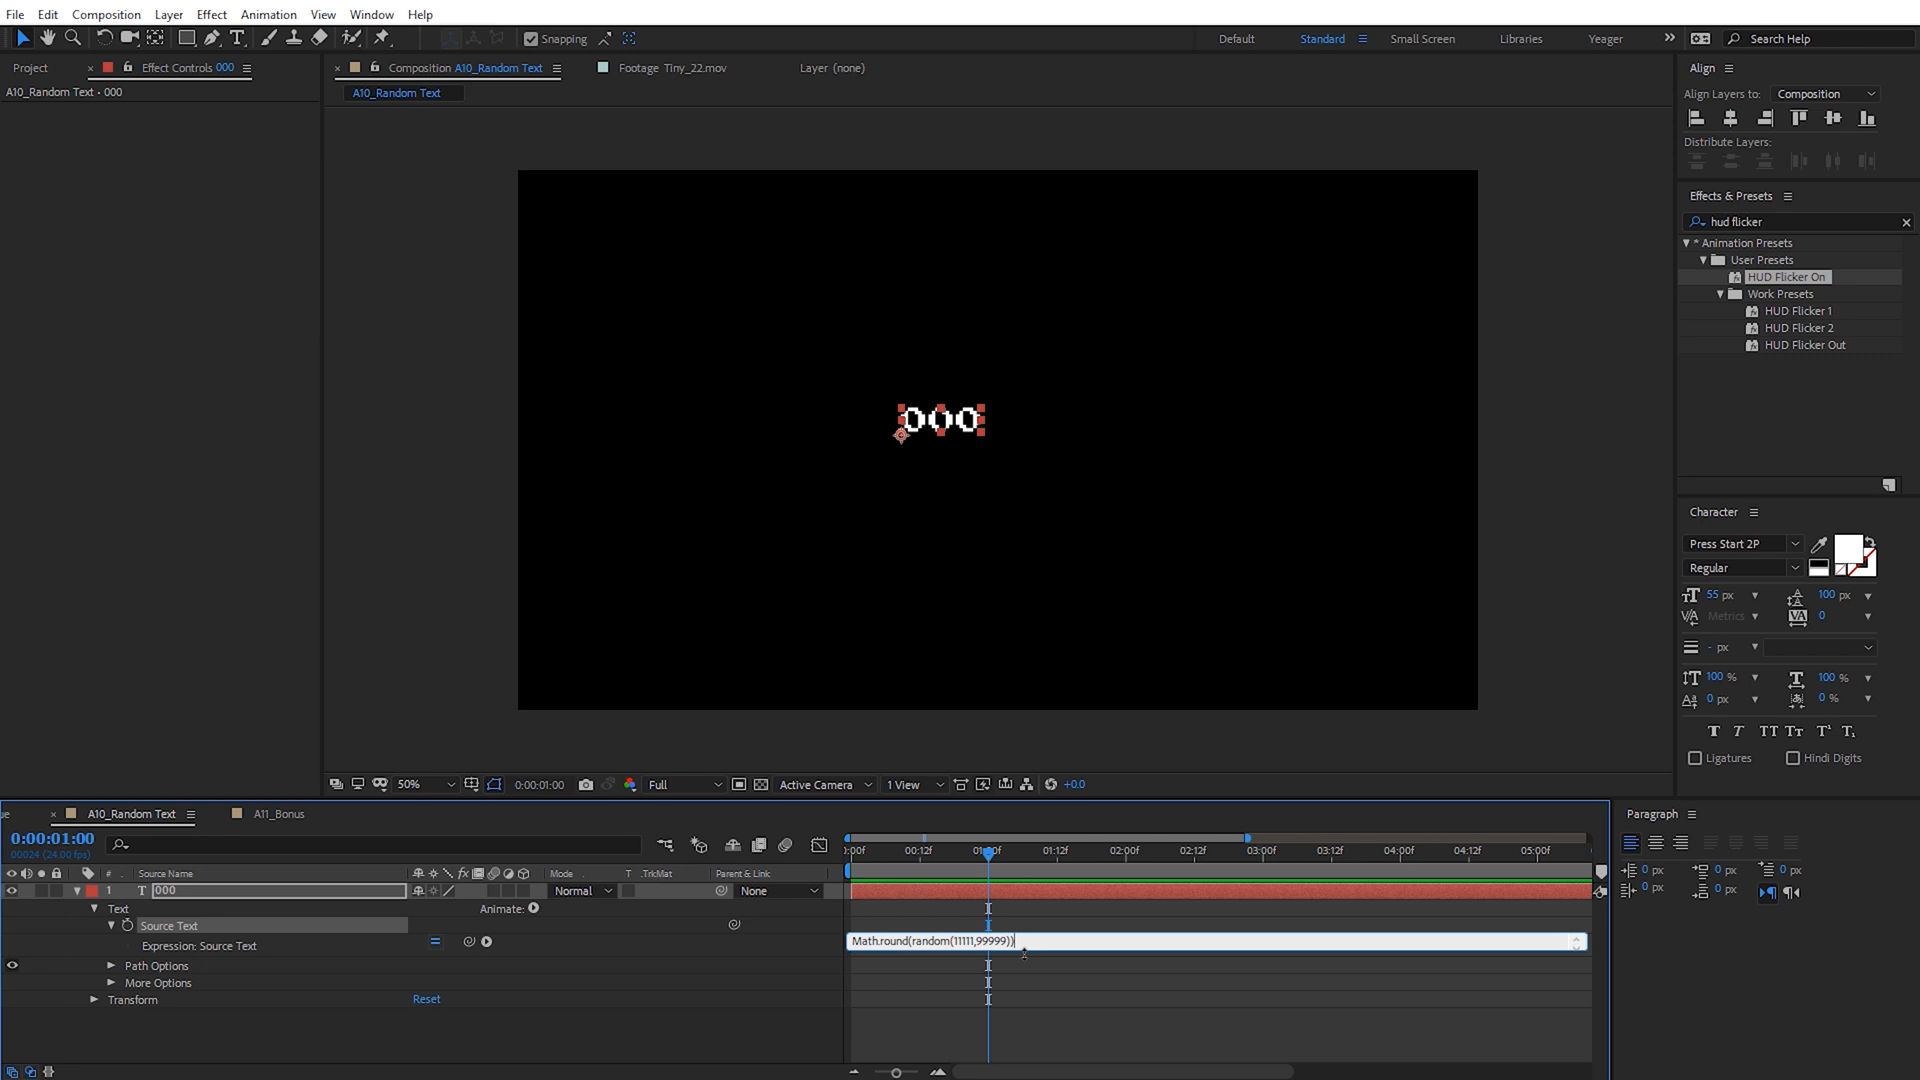 File Edit Composition Layer Effect Animation View Window Help
Snapping Default Standard Small Screen Libraries Yeager Search Help
Project Effect Controls 000 Composition A10_Random Text Footage Tiny_22.mov Layer (none)
A10_Random Text • 000
A10_Random Text
000
50% 0:00:01:00 Full Active Camera 1 View +0.0
Align
Align Layers to: Composition
Distribute Layers:
Effects & Presets
hud flicker
* Animation Presets
User Presets
HUD Flicker On
Work Presets
HUD Flicker 1
HUD Flicker 2
HUD Flicker Out
Character
Press Start 2P
Regular
55 px 100 px
Metrics 0
- px
100 % 100 %
0 px 0 %
Ligatures Hindi Digits
A10_Random Text A11_Bonus
0:00:01:00
00024 (24.00 fps)
:00f 00:12f 01:00f 01:12f 02:00f 02:12f 03:00f 03:12f 04:00f 04:12f 05:00f
# Source Name Mode T .TrkMat Parent & Link
1 T 000 Normal None
Text Animate:
Source Text
Expression: Source Text Math.round(random(11111,99999))
Path Options
More Options
Transform Reset
Paragraph
0 px 0 px 0 px
0 px 0 px